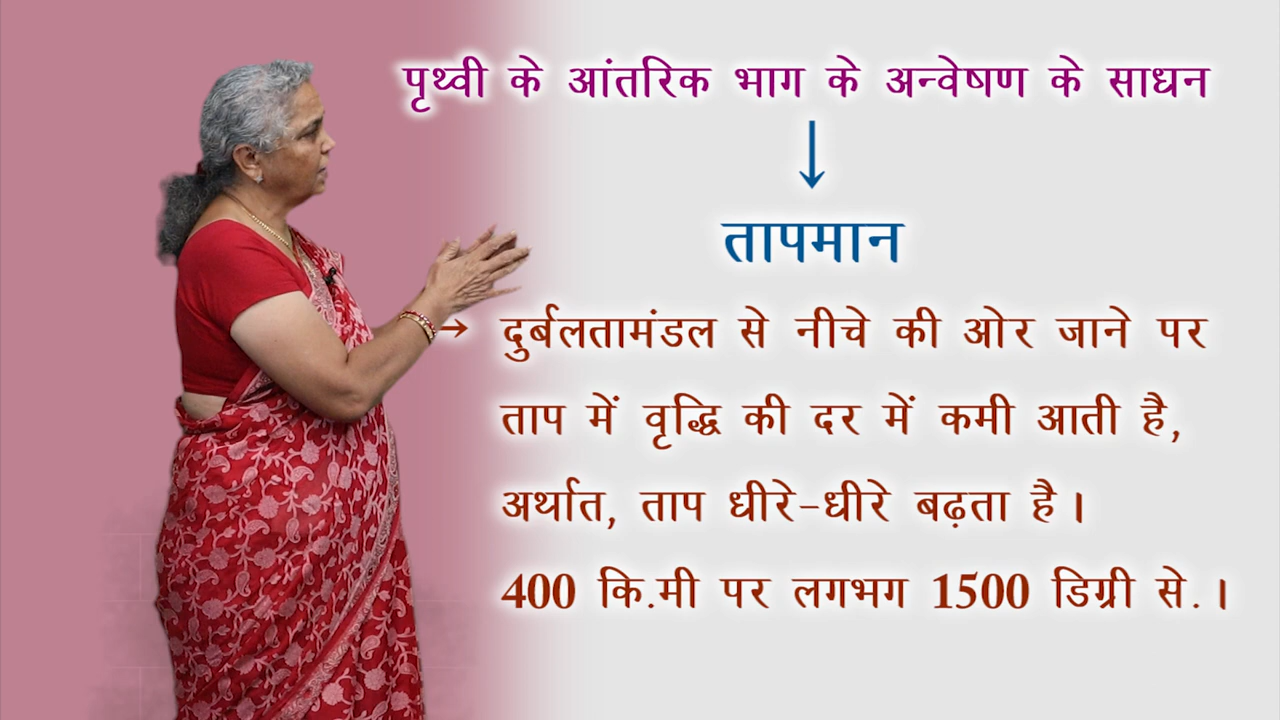 पृथ्वी के आंतरिक भाग के अन्वेषण के साधन
↓
तापमान
→ दुर्बलतामंडल से नीचे की ओर जाने पर
ताप में वृद्धि की दर में कमी आती है,
अर्थात, ताप धीरे-धीरे बढ़ता है।
400 कि.मी पर लगभग 1500 डिग्री से. ।